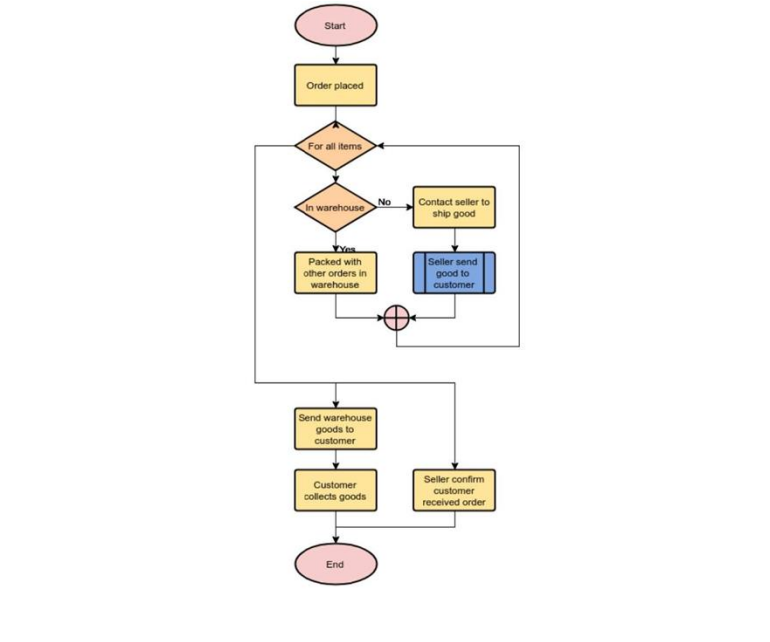 Start
Order placed
For all items
In warehouse
No
Contact seller to
ship good
Yes
Packed with
other orders in
warehouse
Seller send
good to
customer
Send warehouse
goods to
customer
Customer
collects goods
Seller confirm
customer
received order
End